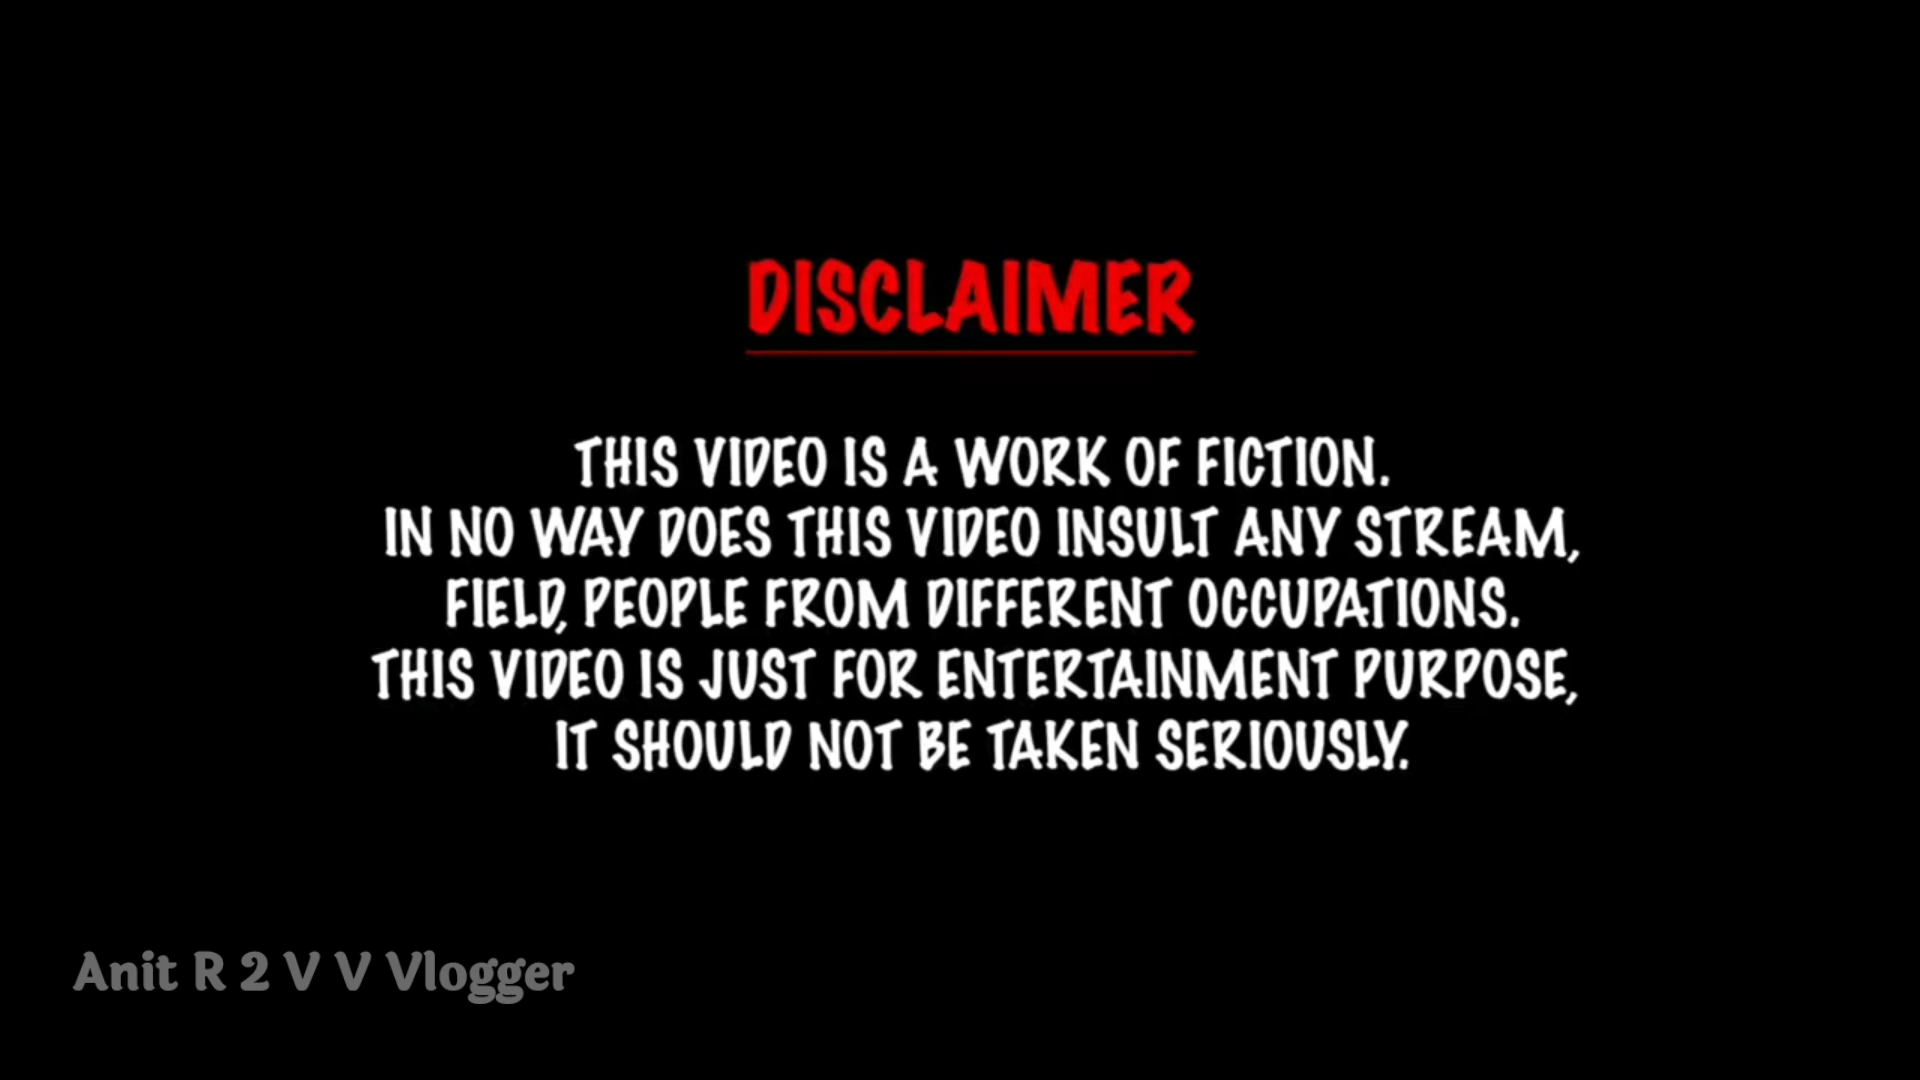 DISCLAIMER
THIS VIDEO IS A WORK OF FICTION.
IN NO WAY DOES THIS VIDEO INSULT ANY STREAM,
FIELD, PEOPLE FROM DIFFERENT OCCUPATIONS.
THIS VIDEO IS JUST FOR ENTERTAINMENT PURPOSE,
IT SHOULD NOT BE TAKEN SERIOUSLY.
Anit R 2 V V Vlogger